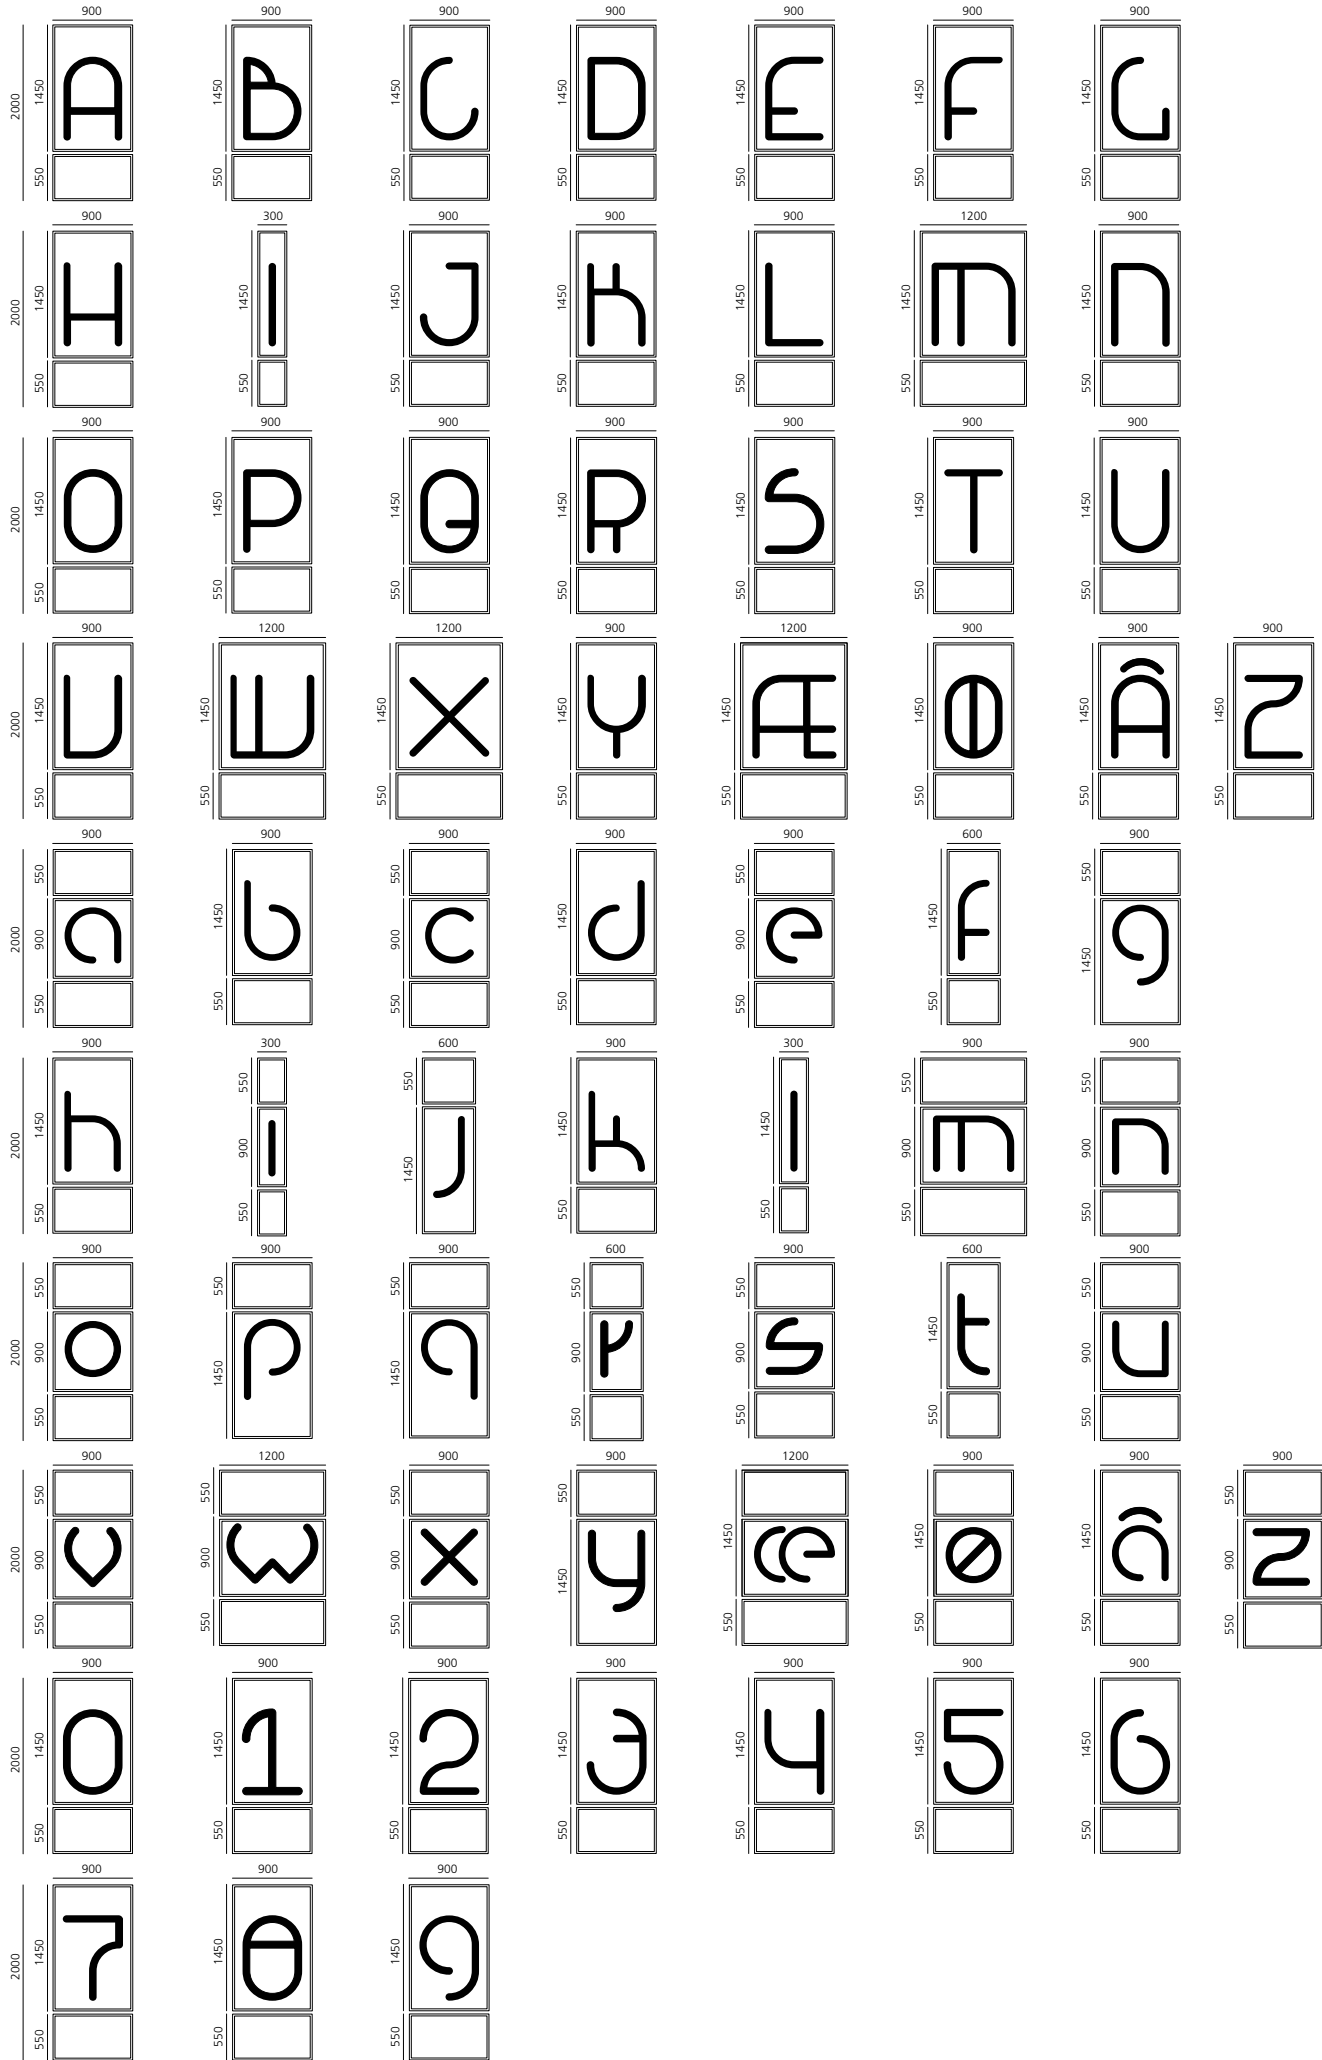 900 900 900 900 900 900 900
2000 1450 A 1450 B 1450 C 1450 D 1450 E 1450 F 1450 G
550 550 550 550 550 550 550
900 300 900 900 900 1200 900
2000 1450 H 1450 I 1450 J 1450 K 1450 L 1450 M 1450 N
550 550 550 550 550 550 550
900 900 900 900 900 900 900
2000 1450 O 1450 P 1450 Q 1450 R 1450 S 1450 T 1450 U
550 550 550 550 550 550 550
900 1200 1200 900 1200 900 900 900
2000 1450 V 1450 W 1450 X 1450 Y 1450 Æ 1450 Ø 1450 Â 1450 Z
550 550 550 550 550 550 550 550
900 900 900 900 900 600 900
550 550 550 550
2000 900 a 1450 b 900 c 1450 d 900 e 1450 f 1450 g
550 550 550 550 550 550
900 300 600 900 300 900 900
550 550 550 550
2000 1450 h 900 ı 1450 j 1450 k 1450 l 900 m 900 n
550 550 550 550 550 550
900 900 900 600 900 600 900
550 550 550 550 550 550
2000 900 o 1450 p 1450 q 900 r 900 s 1450 t 900 u
550 550 550 550 550
900 1200 900 900 1200 900 900 900
550 550 550 550 550
2000 900 v 900 w 900 x 1450 y 1450 æ 1450 ø 1450 â 900 z
550 550 550 550 550 550 550
900 900 900 900 900 900 900
2000 1450 0 1450 1 1450 2 1450 3 1450 4 1450 5 1450 6
550 550 550 550 550 550 550
900 900 900
2000 1450 7 1450 8 1450 9
550 550 550